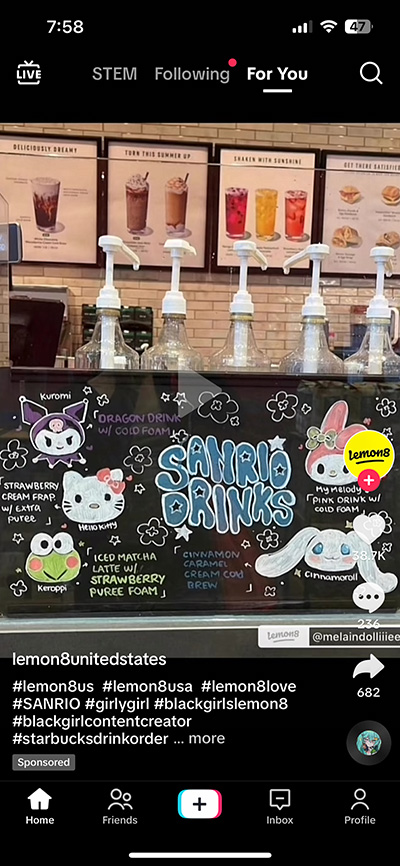 7:58
47
LIVE
STEM
Following
For You
DELICIOUSLY DREAMY
TURN THIS SUMMER UP
SHAKEN WITH SUNSHINE
GET THERE SATISFIED
Kuromi
DRAGON DRINK
W/ COLD FOAM
SANRIO
DRINKS
STRAWBERRY
CREAM FRAP
W/ EXTRA
PUREE
Hello Kitty
My Melody
PINK DRINK W/
COLD FOAM
Keroppi
ICED MATCHA
LATTE W/
STRAWBERRY
PUREE FOAM
CINNAMON
CARAMEL
CREAM COLD
BREW
Cinnamoroll
lemon8
38.7K
236
682
lemon8
@melaindolliiieee
lemon8unitedstates
#lemon8us #lemon8usa #lemon8love
#SANRIO #girlygirl #blackgirlslemon8
#blackgirlcontentcreator
#starbucksdrinkorder ... more
Sponsored
Home
Friends
Inbox
Profile